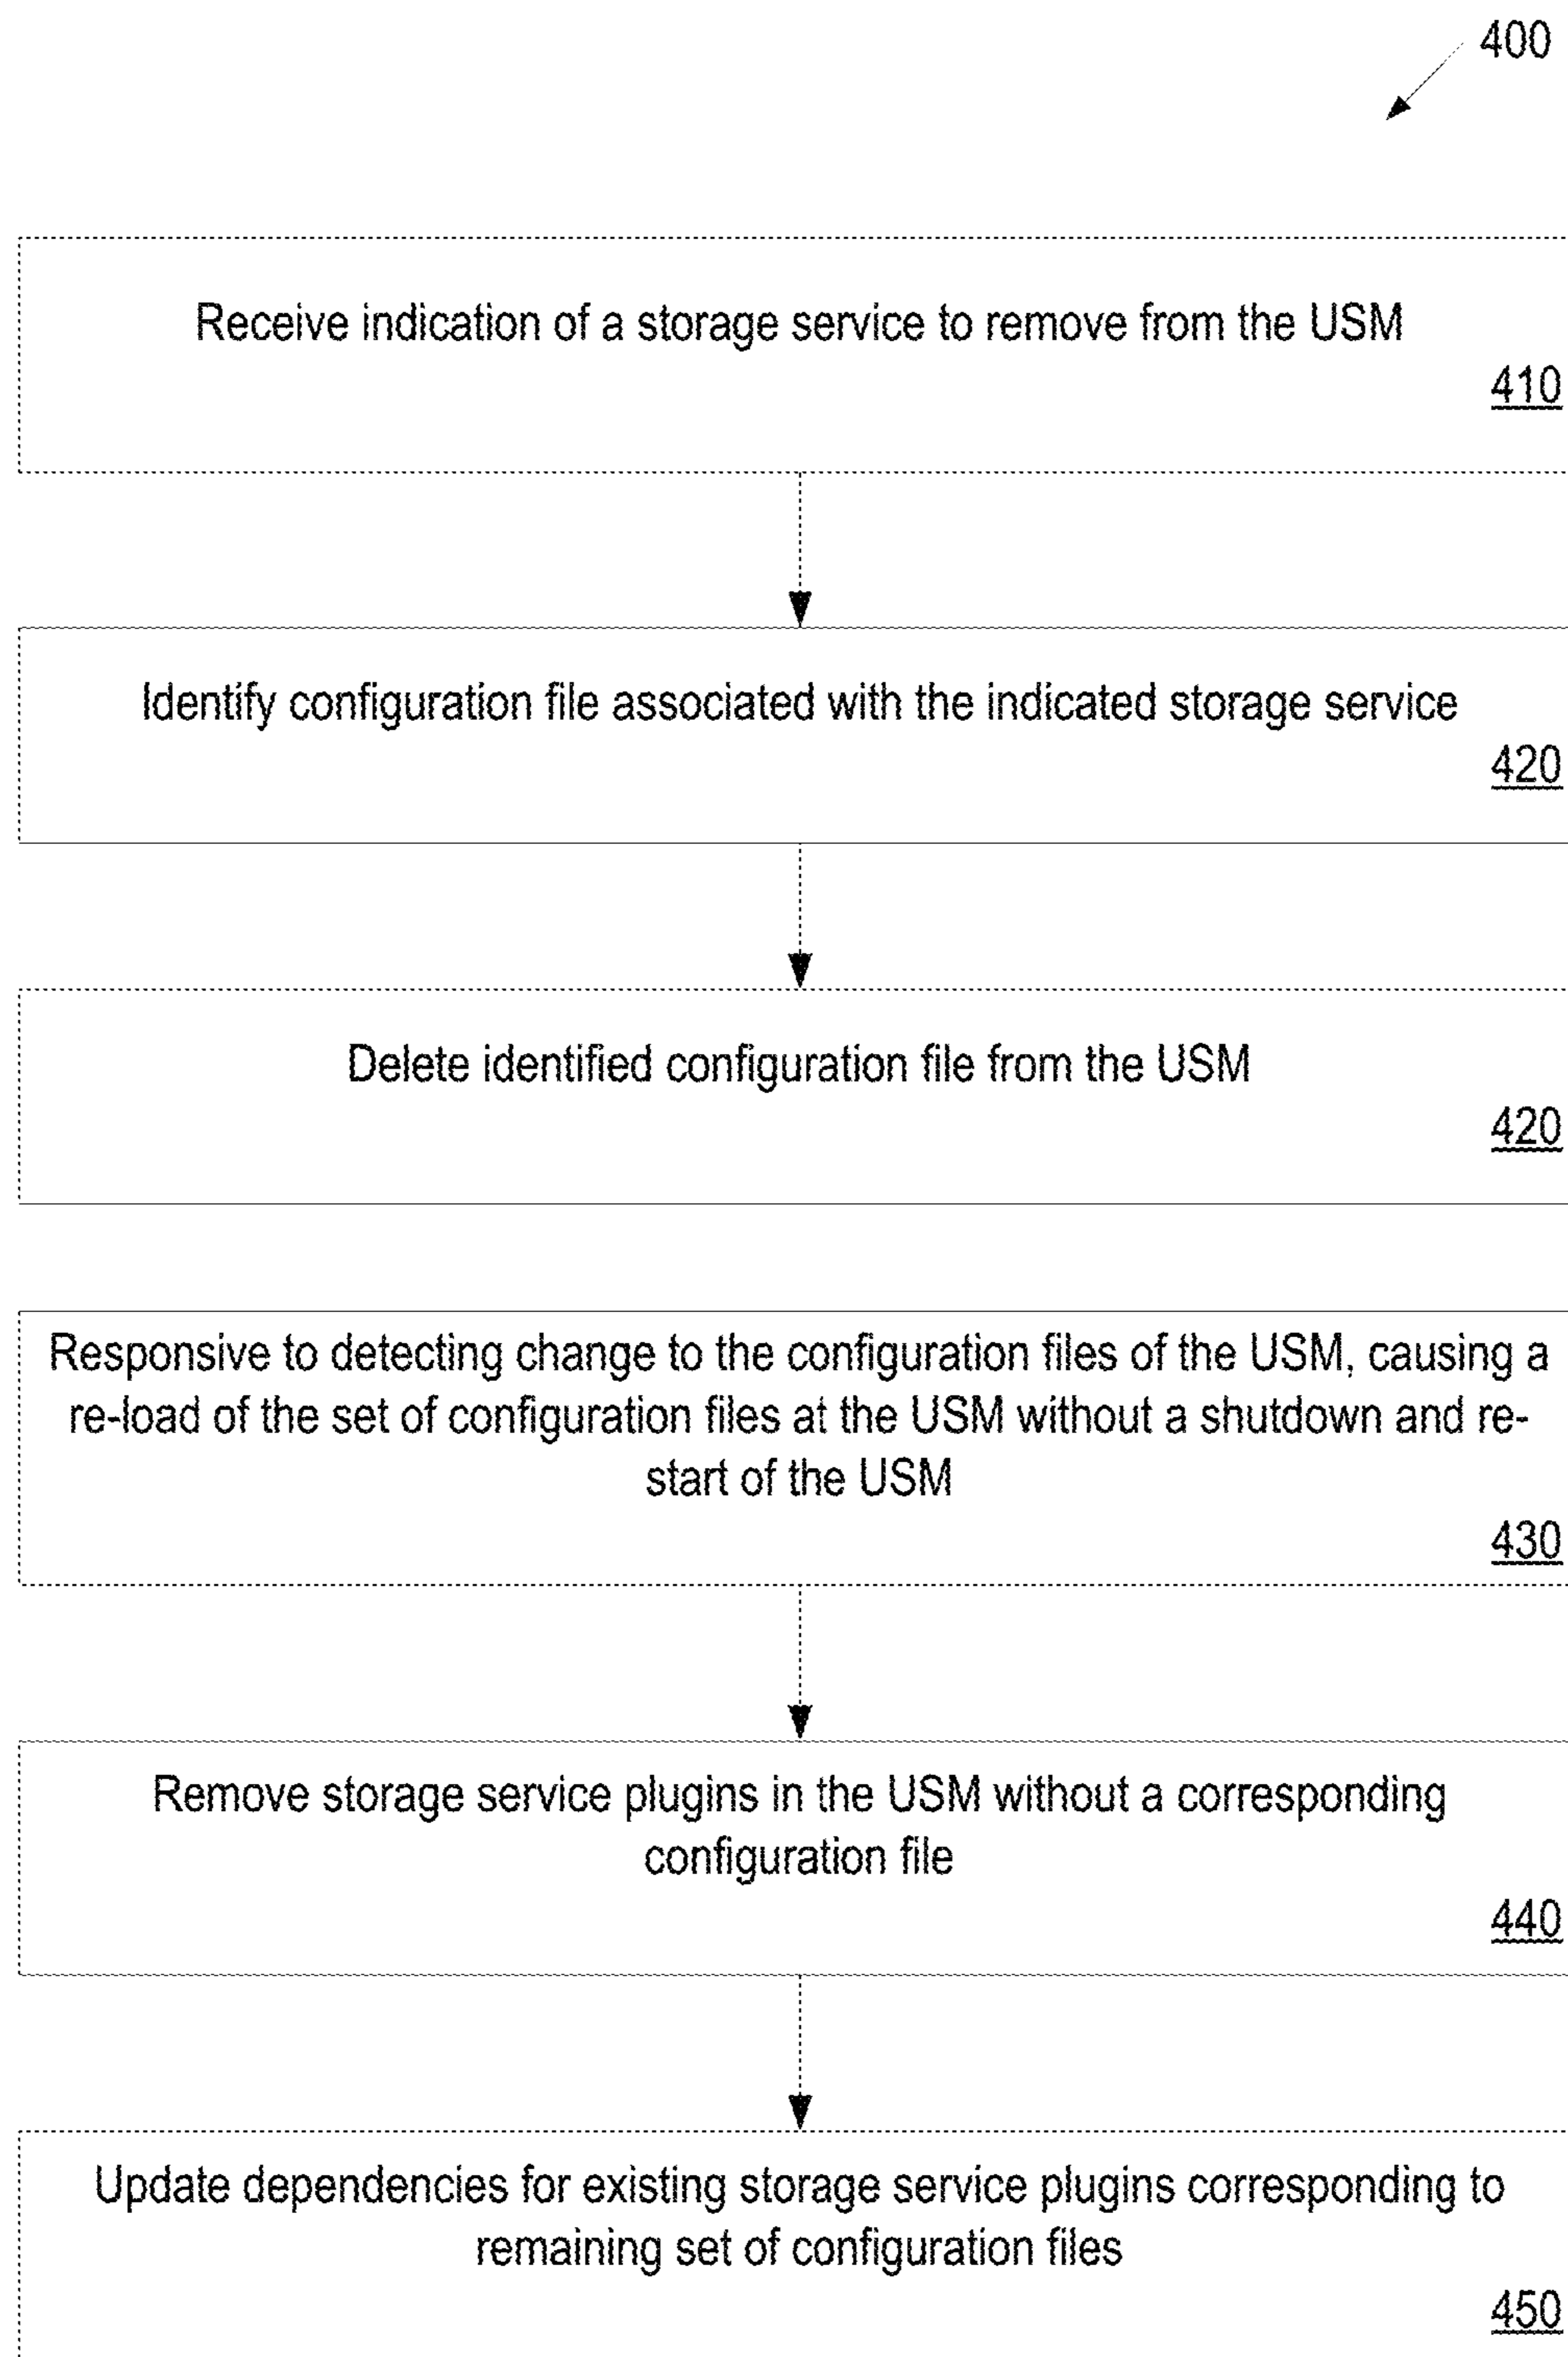 400
Receive indication of a storage service to remove from the USM
410
Identify configuration file associated with the indicated storage service
420
Delete identified configuration file from the USM
420
Responsive to detecting change to the configuration files of the USM, causing a
re-load of the set of configuration files at the USM without a shutdown and re-
start of the USM
430
Remove storage service plugins in the USM without a corresponding
configuration file
440
Update dependencies for existing storage service plugins corresponding to
remaining set of configuration files
450